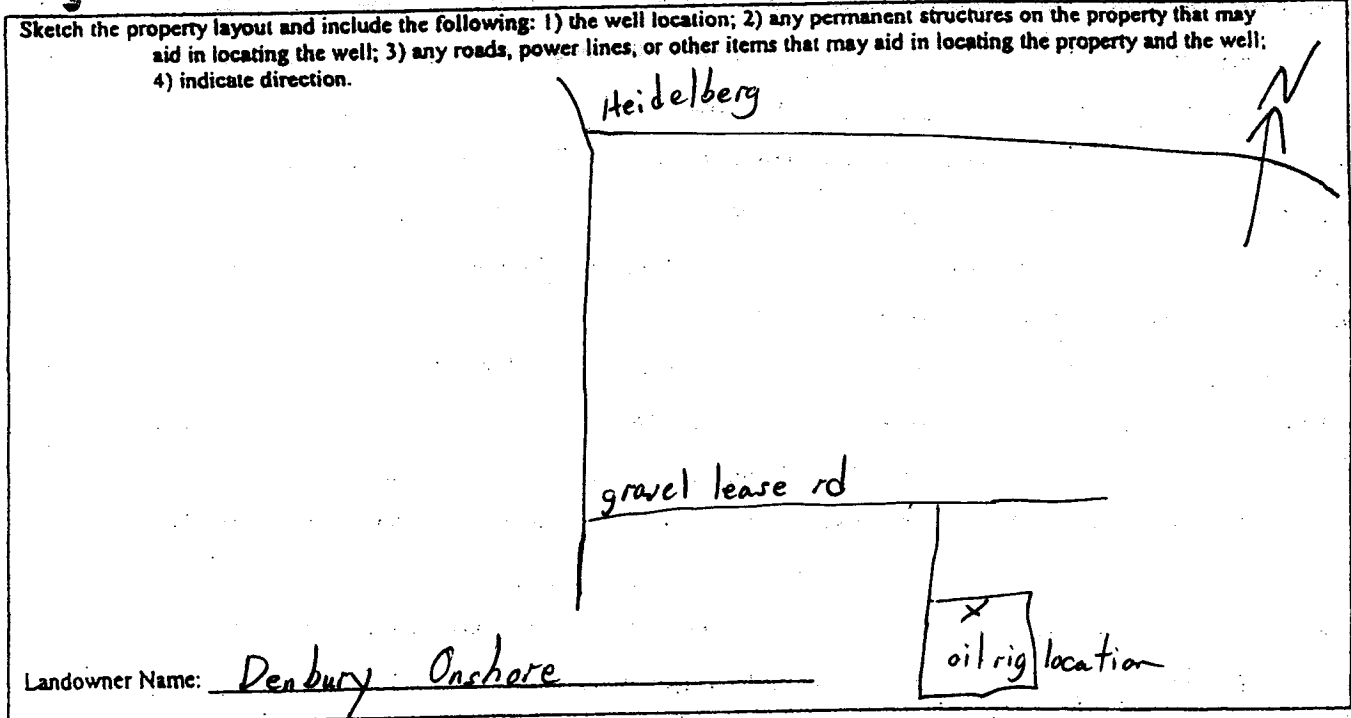 Sketch the property layout and include the following: 1) the well location; 2) any permanent structures on the property that may
aid in locating the well; 3) any roads, power lines, or other items that may aid in locating the property and the well;
4) indicate direction.
Heidelberg
N
gravel lease rd
X
oil rig location
Landowner Name: Denbury Onshore